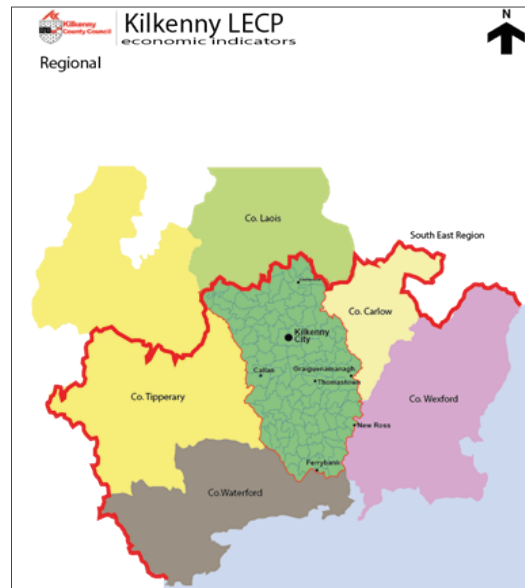 Kilkenny
County Council
Kilkenny LECP
economic indicators
N
Regional
Co. Laois
South East Region
Co. Carlow
Kilkenny
City
Callan
Graiguenamanagh
Thomastown
Co. Tipperary
Co. Wexford
New Ross
Ferrybank
Co.Waterford